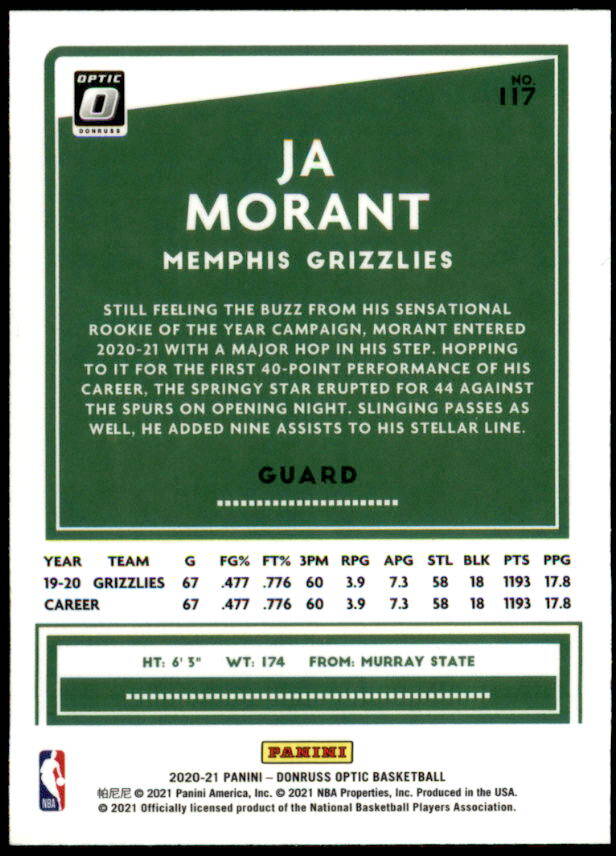 OPTIC
DONRUSS
NO.
117
JA
MORANT
MEMPHIS GRIZZLIES
STILL FEELING THE BUZZ FROM HIS SENSATIONAL
ROOKIE OF THE YEAR CAMPAIGN, MORANT ENTERED
2020-21 WITH A MAJOR HOP IN HIS STEP. HOPPING
TO IT FOR THE FIRST 40-POINT PERFORMANCE OF HIS
CAREER, THE SPRINGY STAR ERUPTED FOR 44 AGAINST
THE SPURS ON OPENING NIGHT. SLINGING PASSES AS
WELL, HE ADDED NINE ASSISTS TO HIS STELLAR LINE.
GUARD
YEAR TEAM G FG% FT% 3PM RPG APG STL BLK PTS PPG
19-20 GRIZZLIES 67 .477 .776 60 3.9 7.3 58 18 1193 17.8
CAREER 67 .477 .776 60 3.9 7.3 58 18 1193 17.8
HT: 6' 3" WT: 174 FROM: MURRAY STATE
PANINI
2020-21 PANINI – DONRUSS OPTIC BASKETBALL
帕尼尼 © 2021 Panini America, Inc. © 2021 NBA Properties, Inc. Produced in the USA.
© 2021 Officially licensed product of the National Basketball Players Association.
NBA